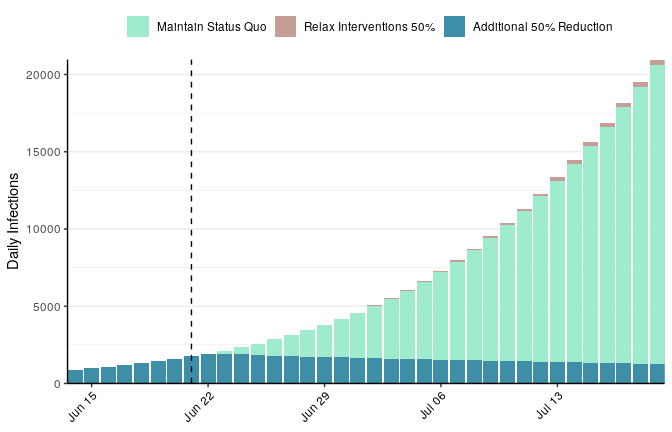 Maintain Status Quo Relax Interventions 50% Additional 50% Reduction
Daily Infections
20000
15000
10000
5000
0
Jun 15 Jun 22 Jun 29 Jul 06 Jul 13